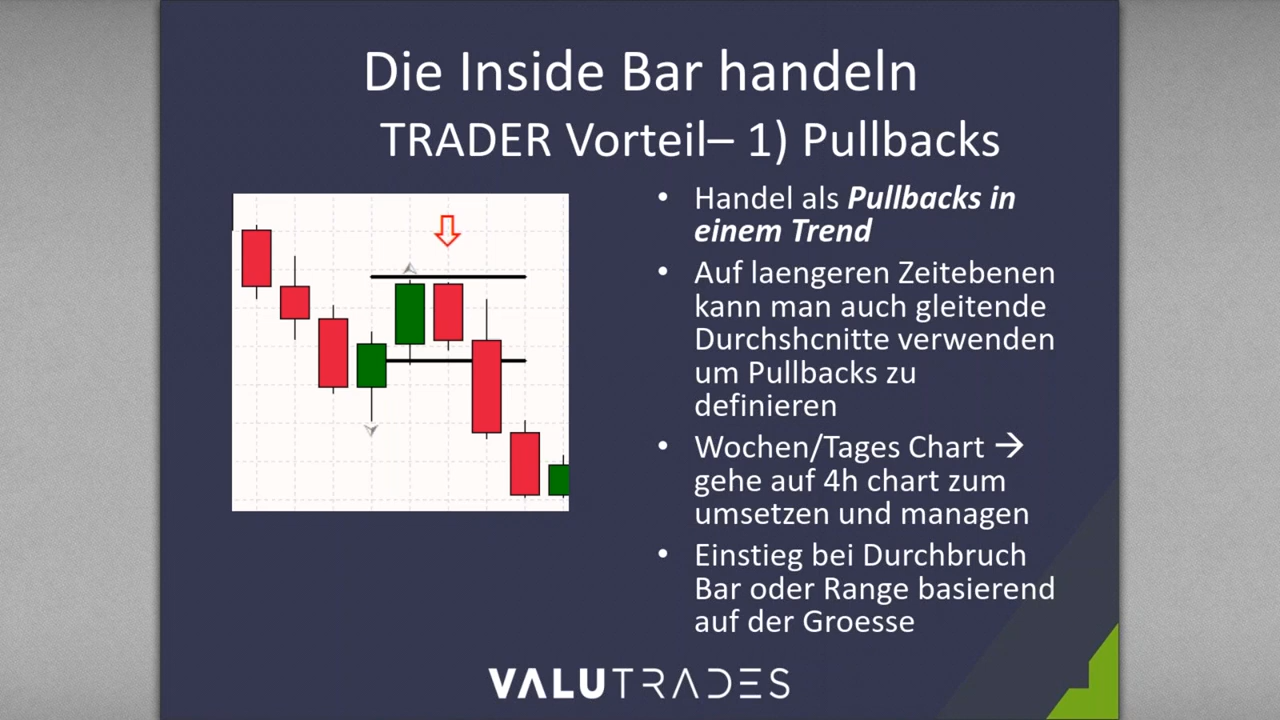 Die Inside Bar handeln
TRADER Vorteil– 1) Pullbacks
• Handel als Pullbacks in
einem Trend
• Auf laengeren Zeitebenen
kann man auch gleitende
Durchshcnitte verwenden
um Pullbacks zu
definieren
• Wochen/Tages Chart →
gehe auf 4h chart zum
umsetzen und managen
• Einstieg bei Durchbruch
Bar oder Range basierend
auf der Groesse
VALUTRADES